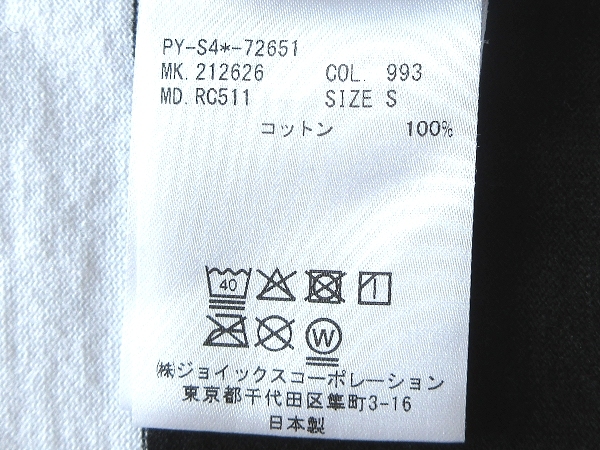 PY-S4*-72651
MK. 212626 COL. 993
MD. RC511 SIZE S
コットン 100%
40
W
㈱ジョイックスコーポレーション
東京都千代田区隼町3-16
日本製